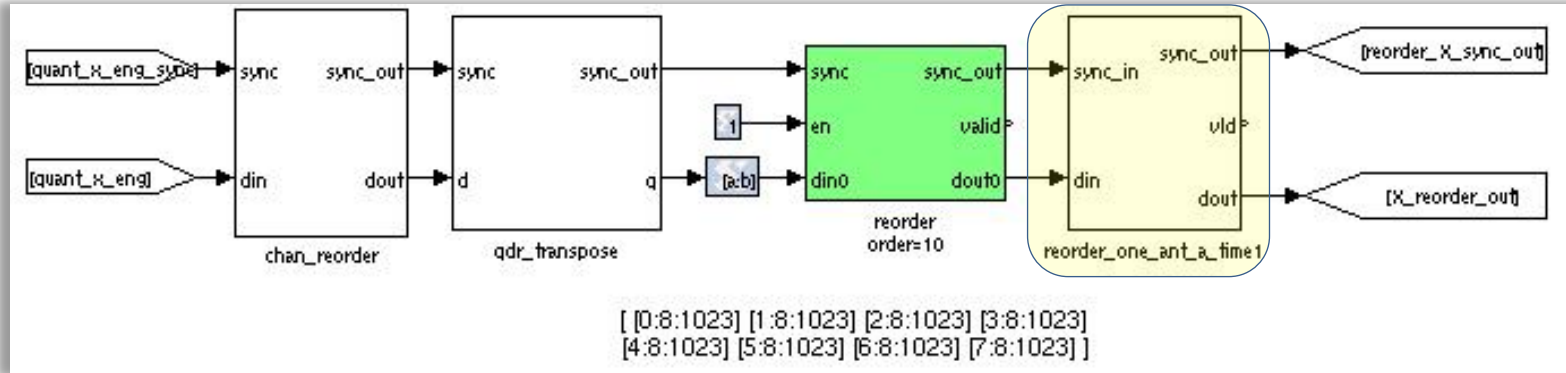 [quant_x_eng_sync]
sync
sync_out
sync
sync_out
sync
sync_out
sync_in
sync_out
[reorder_X_sync_out]
1
en
valid
vld
[quant_x_eng]
din
dout
d
q
[a:b]
din0
dout0
din
dout
[X_reorder_out]
chan_reorder
qdr_transpose
reorder
order=10
reorder_one_ant_a_time1
[ [0:8:1023] [1:8:1023] [2:8:1023] [3:8:1023]
[4:8:1023] [5:8:1023] [6:8:1023] [7:8:1023] ]